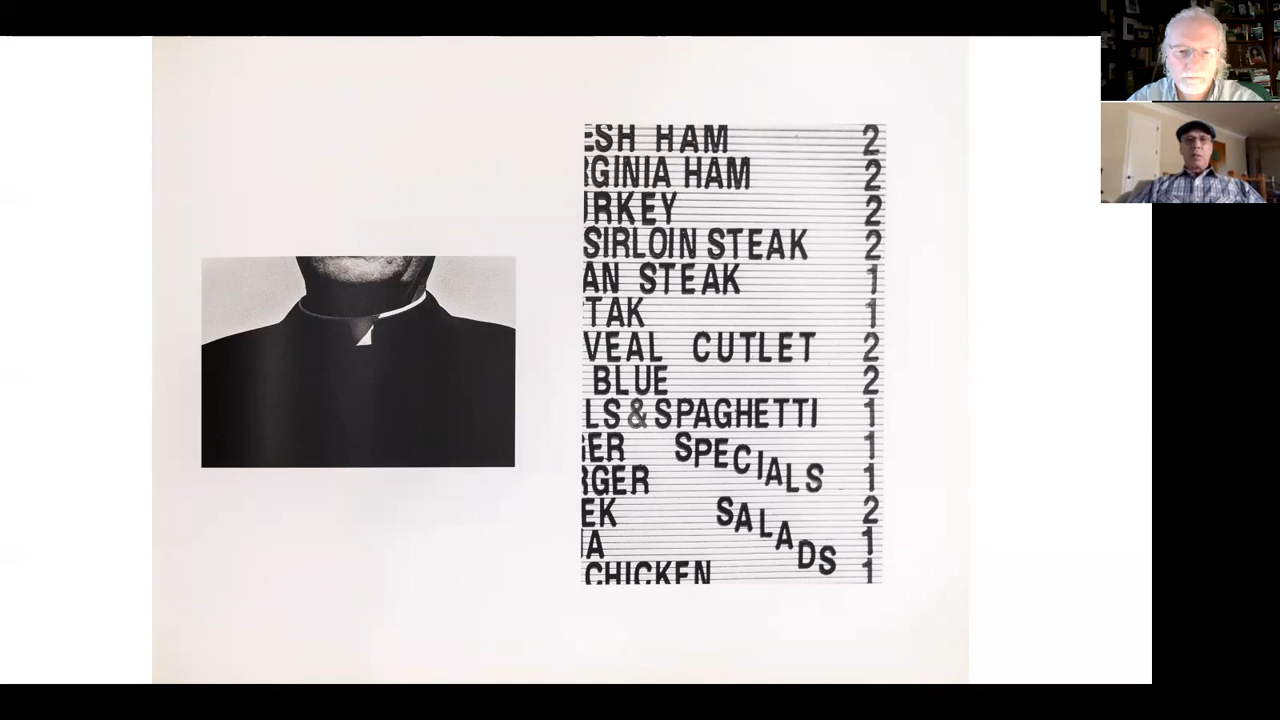 ESH HAM 2
RGINIA HAM 2
URKEY 2
SIRLOIN STEAK 2
AN STEAK 1
TAK 1
VEAL CUTLET 2
BLUE 2
LS & SPAGHETTI 1
ER SPECIALS 1
RGER 1
EK SALADS 2
A 1
CHICKEN 1